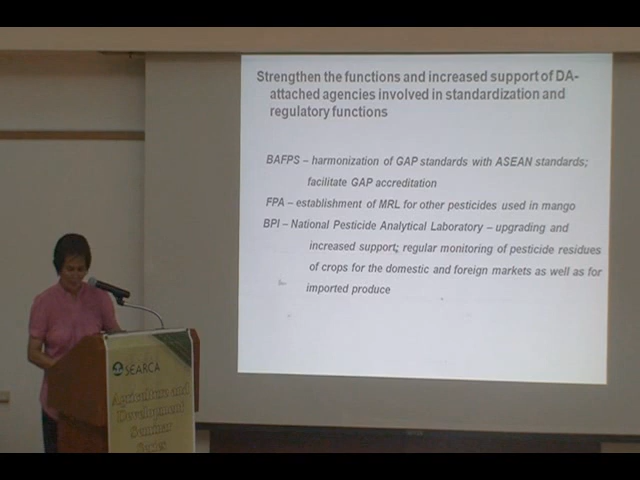 Strengthen the functions and increased support of DA-
attached agencies involved in standardization and
regulatory functions
BAFPS – harmonization of GAP standards with ASEAN standards;
facilitate GAP accreditation
FPA – establishment of MRL for other pesticides used in mango
BPI – National Pesticide Analytical Laboratory – upgrading and
increased support; regular monitoring of pesticide residues
of crops for the domestic and foreign markets as well as for
imported produce
SEARCA
Agriculture and
Development
Seminar
Series